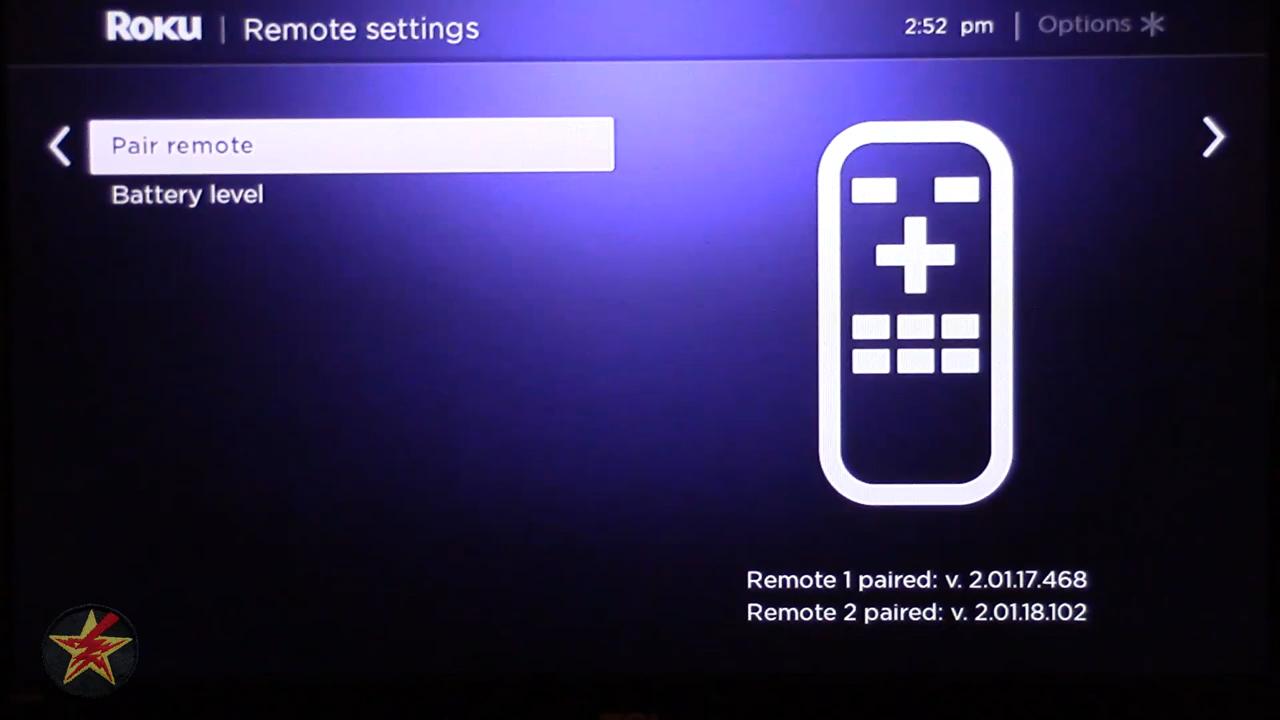 Roku | Remote settings
2:52 pm | Options *
Pair remote
Battery level
Remote 1 paired: v. 2.01.17.468
Remote 2 paired: v. 2.01.18.102